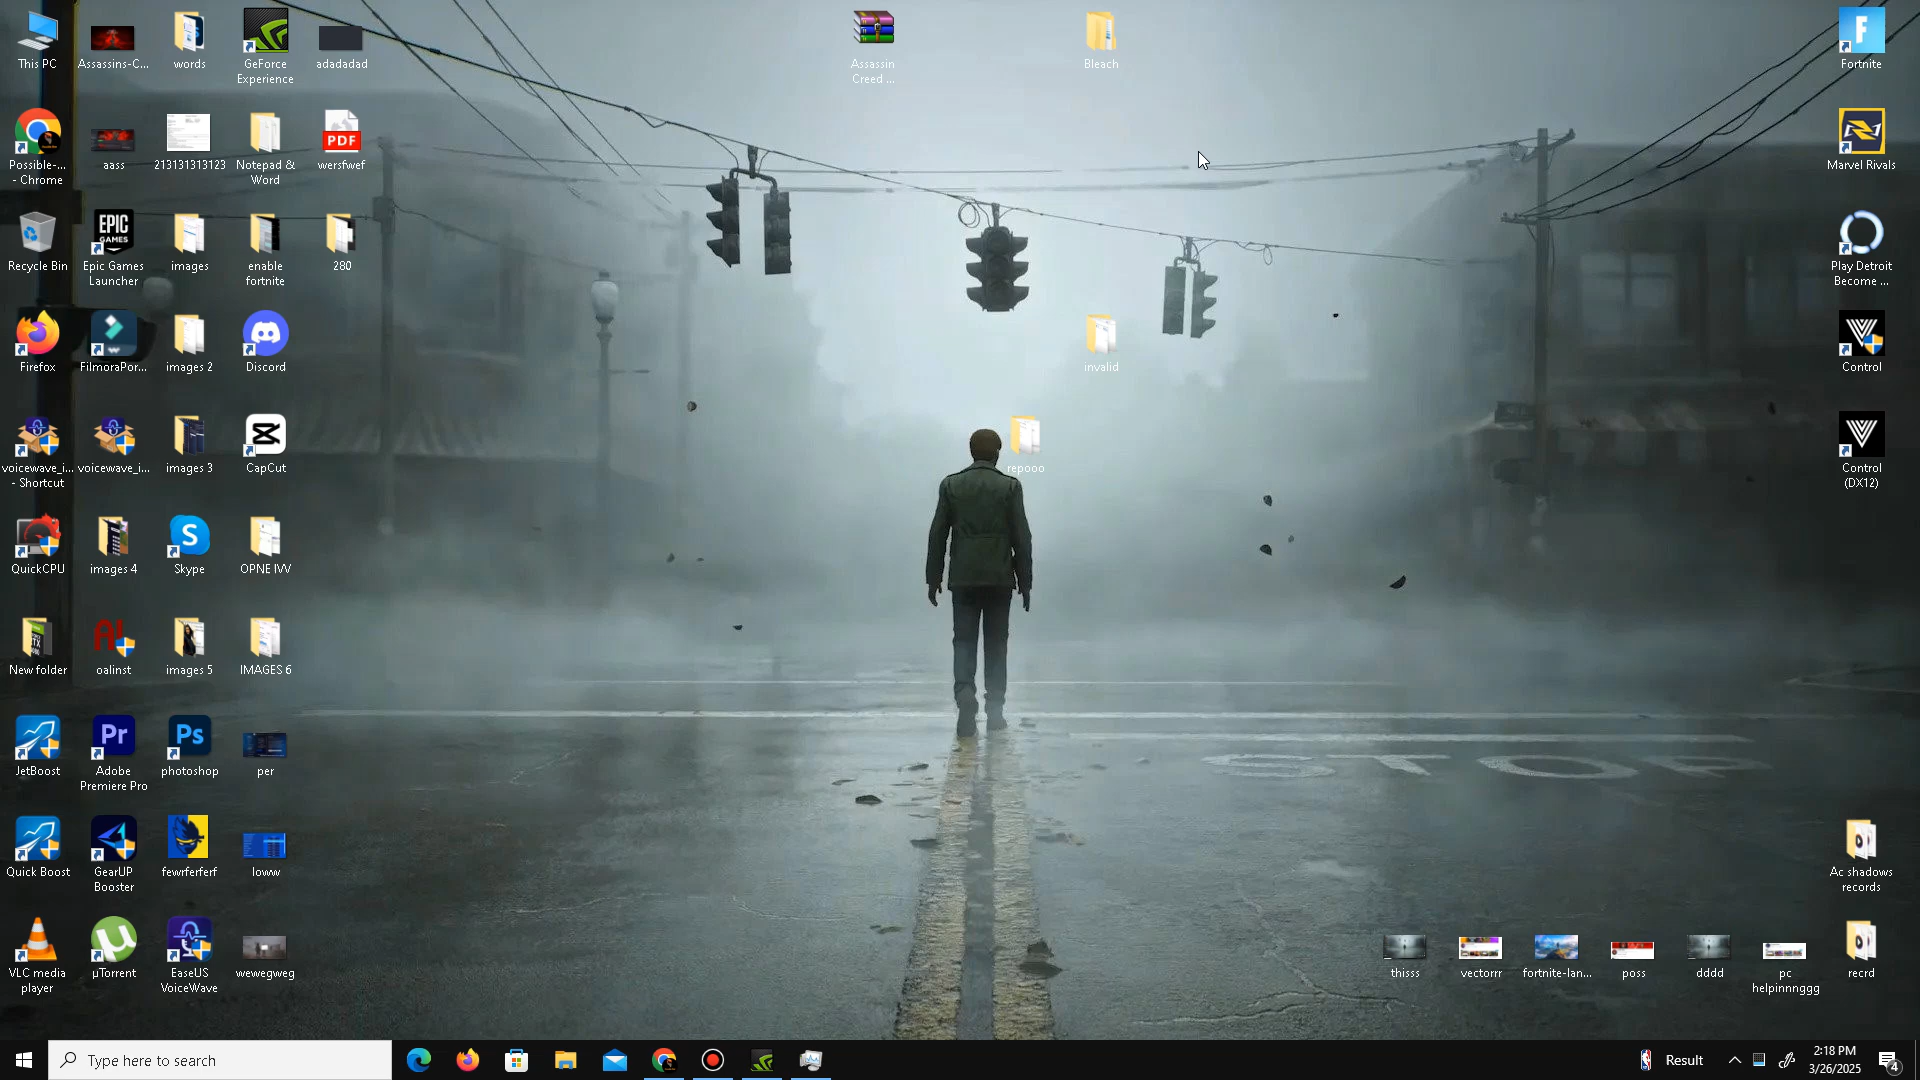 This PC
Assassins-C...
words
GeForce
Experience
adadadad
Assassin
Creed ...
Bleach
Fortnite
Possible-...
- Chrome
aass
213131313123
Notepad &
Word
PDF
wersfwef
Marvel Rivals
Recycle Bin
EPIC
GAMES
Epic Games
Launcher
images
enable
fortnite
280
Play Detroit
Become ...
Firefox
FilmoraPor...
images 2
Discord
invalid
Control
voicewave_i...
- Shortcut
voicewave_i...
images 3
CapCut
repooo
Control
(DX12)
QuickCPU
images 4
Skype
OPNE IVV
New folder
oalinst
images 5
IMAGES 6
JetBoost
Pr
Adobe
Premiere Pro
Ps
photoshop
per
STOP
Quick Boost
GearUP
Booster
fewrferferf
loww
Ac shadows
records
VLC media
player
µTorrent
EaseUS
VoiceWave
wewegweg
thisss
vectorrr
fortnite-lan...
poss
dddd
pc
helpinnnggg
recrd
Type here to search
Result
2:18 PM
3/26/2025
4